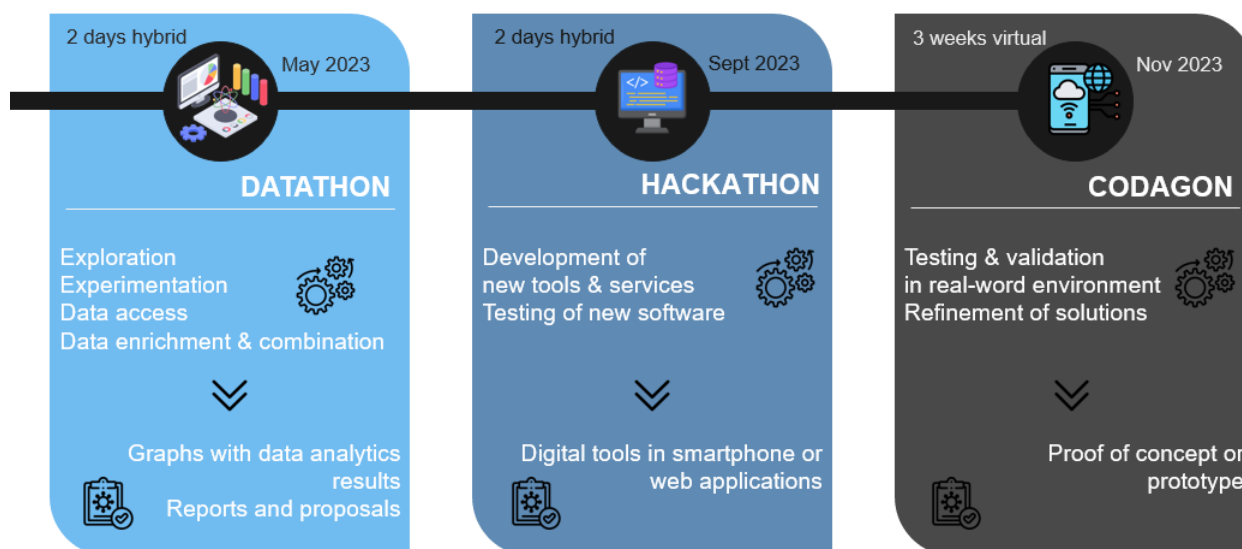 2 days hybrid
May 2023
DATATHON
Exploration
Experimentation
Data access
Data enrichment & combination
Graphs with data analytics
results
Reports and proposals
2 days hybrid
Sept 2023
</>
HACKATHON
Development of
new tools & services
Testing of new software
Digital tools in smartphone or
web applications
3 weeks virtual
Nov 2023
CODAGON
Testing & validation
in real-word environment
Refinement of solutions
Proof of concept or
prototype